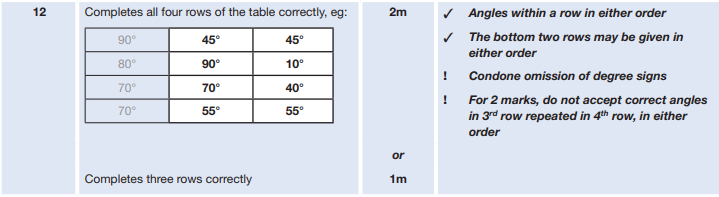 12
Completes all four rows of the table correctly, eg:
90° 45° 45°
80° 90° 10°
70° 70° 40°
70° 55° 55°
Completes three rows correctly
2m
or
1m
✓ Angles within a row in either order
✓ The bottom two rows may be given in
either order
! Condone omission of degree signs
! For 2 marks, do not accept correct angles
in 3rd row repeated in 4th row, in either
order